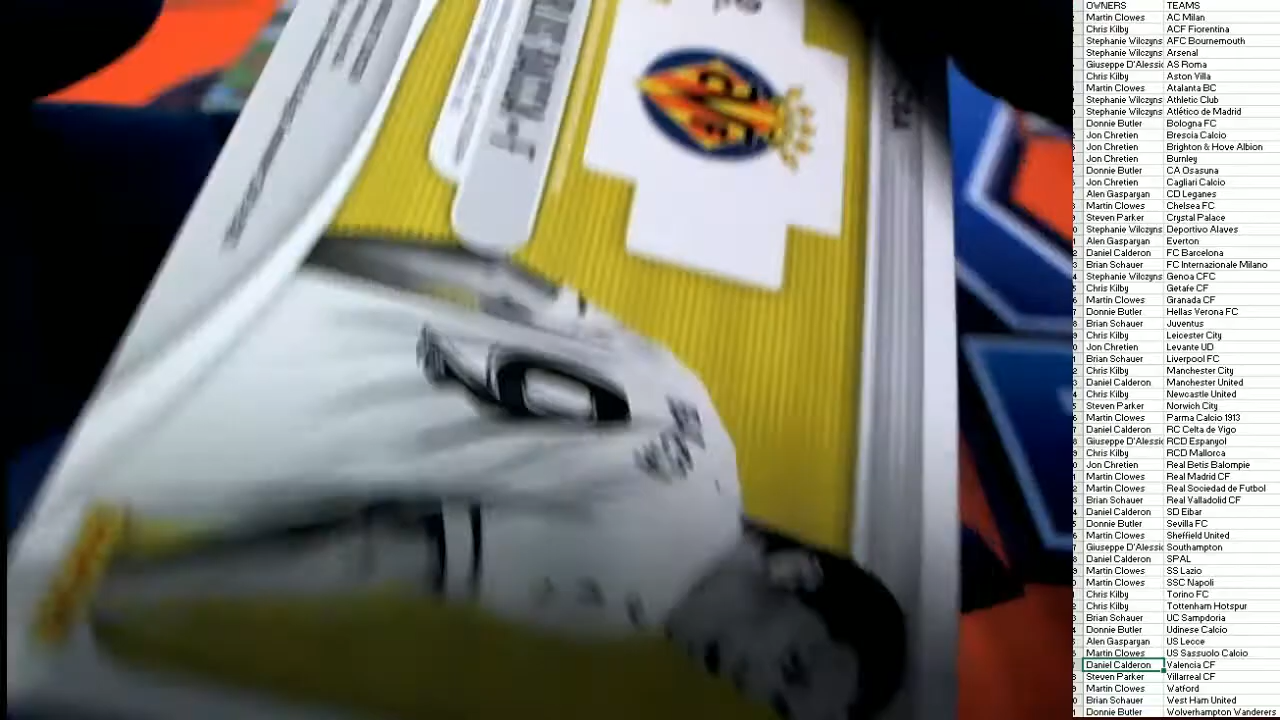 OWNERS TEAMS
Martin Clowes AC Milan
Chris Kilby ACF Fiorentina
Stephanie Wilczyns AFC Bournemouth
Stephanie Wilczyns Arsenal
Giuseppe D'Alessic AS Roma
Chris Kilby Aston Villa
Martin Clowes Atalanta BC
Stephanie Wilczyns Athletic Club
Stephanie Wilczyns Atlético de Madrid
Donnie Butler Bologna FC
Jon Chretien Brescia Calcio
Jon Chretien Brighton & Hove Albion
Jon Chretien Burnley
Donnie Butler CA Osasuna
Jon Chretien Cagliari Calcio
Alen Gasparyan CD Leganes
Martin Clowes Chelsea FC
Steven Parker Crystal Palace
Stephanie Wilczyns Deportivo Alaves
Alen Gasparyan Everton
Daniel Calderon FC Barcelona
Brian Schauer FC Internazionale Milano
Stephanie Wilczyns Genoa CFC
Chris Kilby Getafe CF
Martin Clowes Granada CF
Donnie Butler Hellas Verona FC
Brian Schauer Juventus
Chris Kilby Leicester City
Jon Chretien Levante UD
Brian Schauer Liverpool FC
Chris Kilby Manchester City
Daniel Calderon Manchester United
Chris Kilby Newcastle United
Steven Parker Norwich City
Martin Clowes Parma Calcio 1913
Daniel Calderon RC Celta de Vigo
Giuseppe D'Alessic RCD Espanyol
Chris Kilby RCD Mallorca
Jon Chretien Real Betis Balompie
Martin Clowes Real Madrid CF
Martin Clowes Real Sociedad de Futbol
Brian Schauer Real Valladolid CF
Daniel Calderon SD Eibar
Donnie Butler Sevilla FC
Martin Clowes Sheffield United
Giuseppe D'Alessic Southampton
Daniel Calderon SPAL
Martin Clowes SS Lazio
Martin Clowes SSC Napoli
Chris Kilby Torino FC
Chris Kilby Tottenham Hotspur
Brian Schauer UC Sampdoria
Donnie Butler Udinese Calcio
Alen Gasparyan US Lecce
Martin Clowes US Sassuolo Calcio
Daniel Calderon Valencia CF
Steven Parker Villarreal CF
Martin Clowes Watford
Brian Schauer West Ham United
Donnie Butler Wolverhampton Wanderers